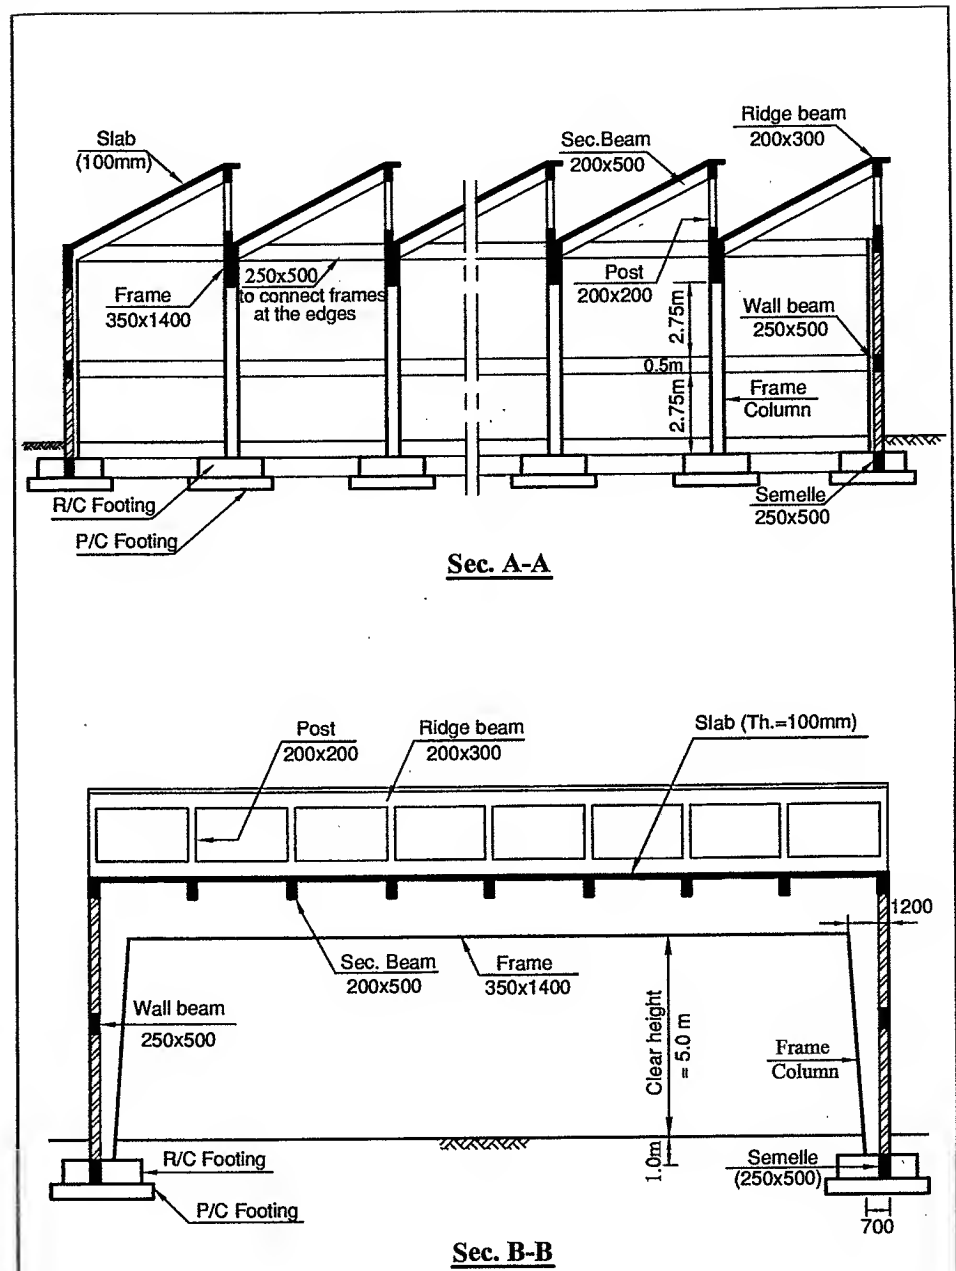 Slab
(100mm)
Sec.Beam
200x500
Ridge beam
200x300
Frame
350x1400
250x500
to connect frames
at the edges
Post
200x200
2.75m
0.5m
2.75m
Wall beam
250x500
Frame
Column
R/C Footing
P/C Footing
Semelle
250x500
Sec. A-A
Post
200x200
Ridge beam
200x300
Slab (Th.=100mm)
1200
Sec. Beam
200x500
Frame
350x1400
Wall beam
250x500
Clear height
= 5.0 m
Frame
Column
1.0m
R/C Footing
P/C Footing
Semelle
(250x500)
700
Sec. B-B